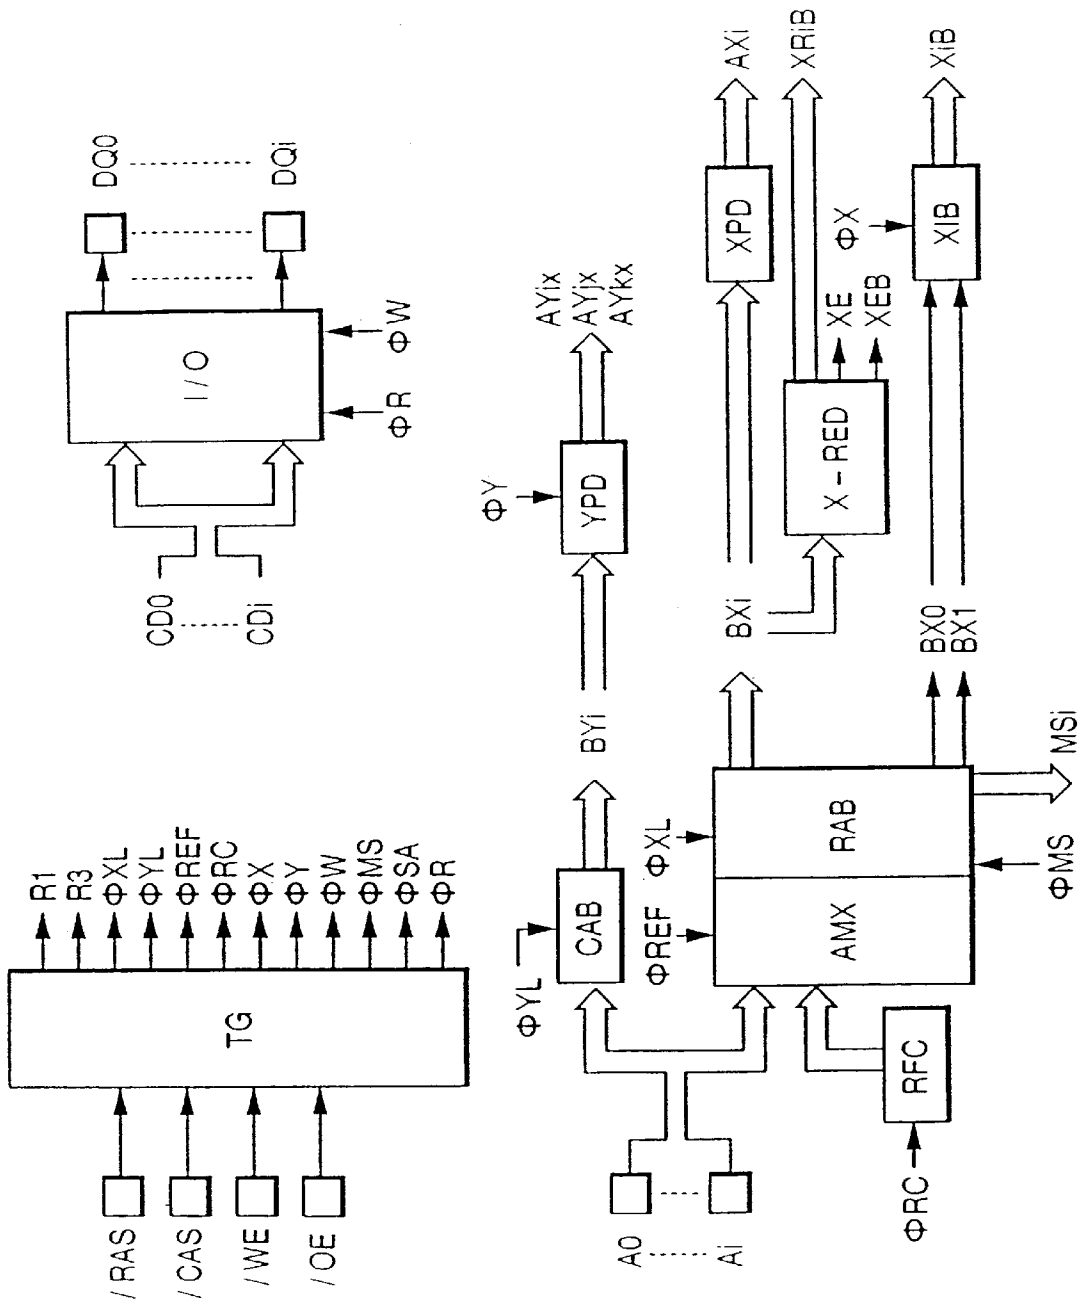 /RAS
/CAS
/WE
/OE
TG
R1
R3
ΦXL
ΦYL
ΦREF
ΦRC
ΦX
ΦY
ΦW
ΦMS
ΦSA
ΦR
CD0
CDi
I/O
ΦR
ΦW
DQ0
DQi
A0
Ai
ΦYL
CAB
BYi
ΦY
YPD
AYix
AYjx
AYkx
ΦRC
RFC
ΦREF
ΦXL
AMX
RAB
ΦMS
MSi
BXi
BX0
BX1
XPD
AXi
X-RED
XRiB
XE
XEB
ΦX
XIB
XiB